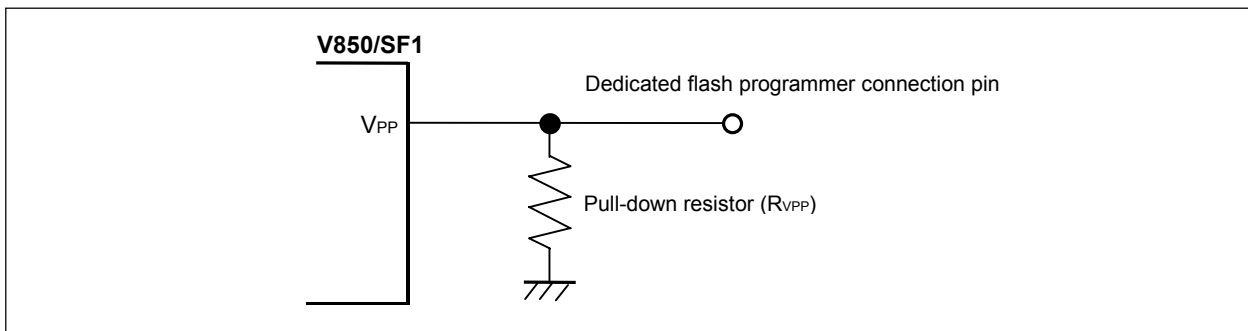 V850/SF1
Dedicated flash programmer connection pin
VPP
Pull-down resistor (RVPP)